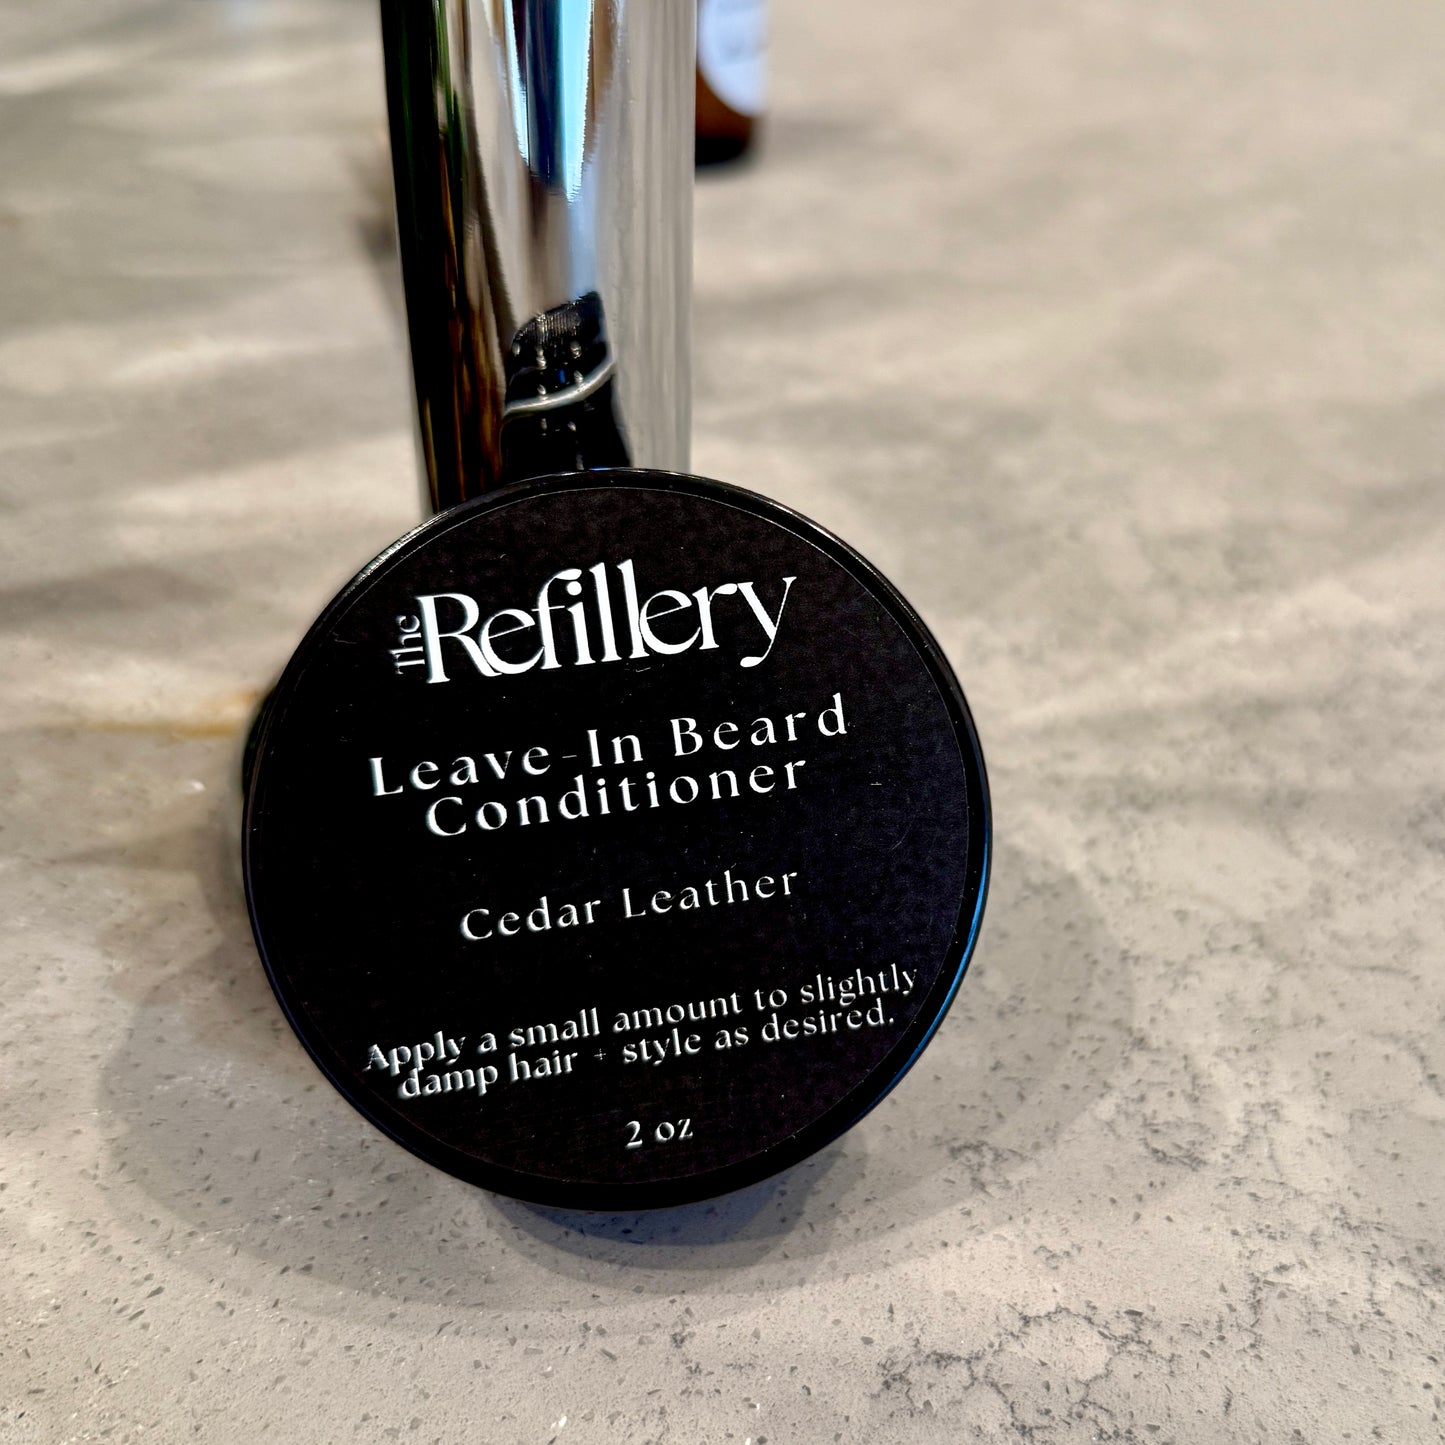 The Refillery
Leave-In Beard
Conditioner
Cedar Leather
Apply a small amount to slightly
damp hair + style as desired.
2 oz